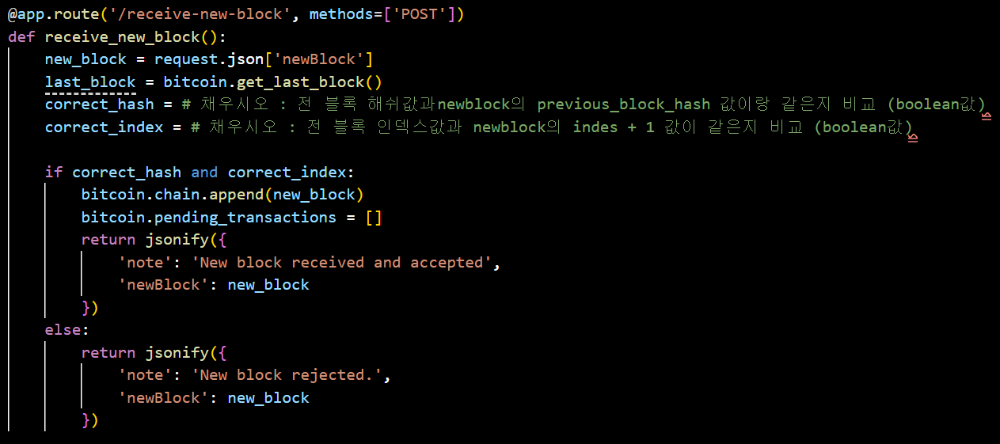 @app.route('/receive-new-block', methods=['POST'])
def receive_new_block():
    new_block = request.json['newBlock']
    last_block = bitcoin.get_last_block()
    correct_hash = # 채우시오 : 전 블록 해쉬값과newblock의 previous_block_hash 값이랑 같은지 비교 (boolean값)
    correct_index = # 채우시오 : 전 블록 인덱스값과 newblock의 indes + 1 값이 같은지 비교 (boolean값)
    if correct_hash and correct_index:
        bitcoin.chain.append(new_block)
        bitcoin.pending_transactions = []
        return jsonify({
            'note': 'New block received and accepted',
            'newBlock': new_block
        })
    else:
        return jsonify({
            'note': 'New block rejected.',
            'newBlock': new_block
        })